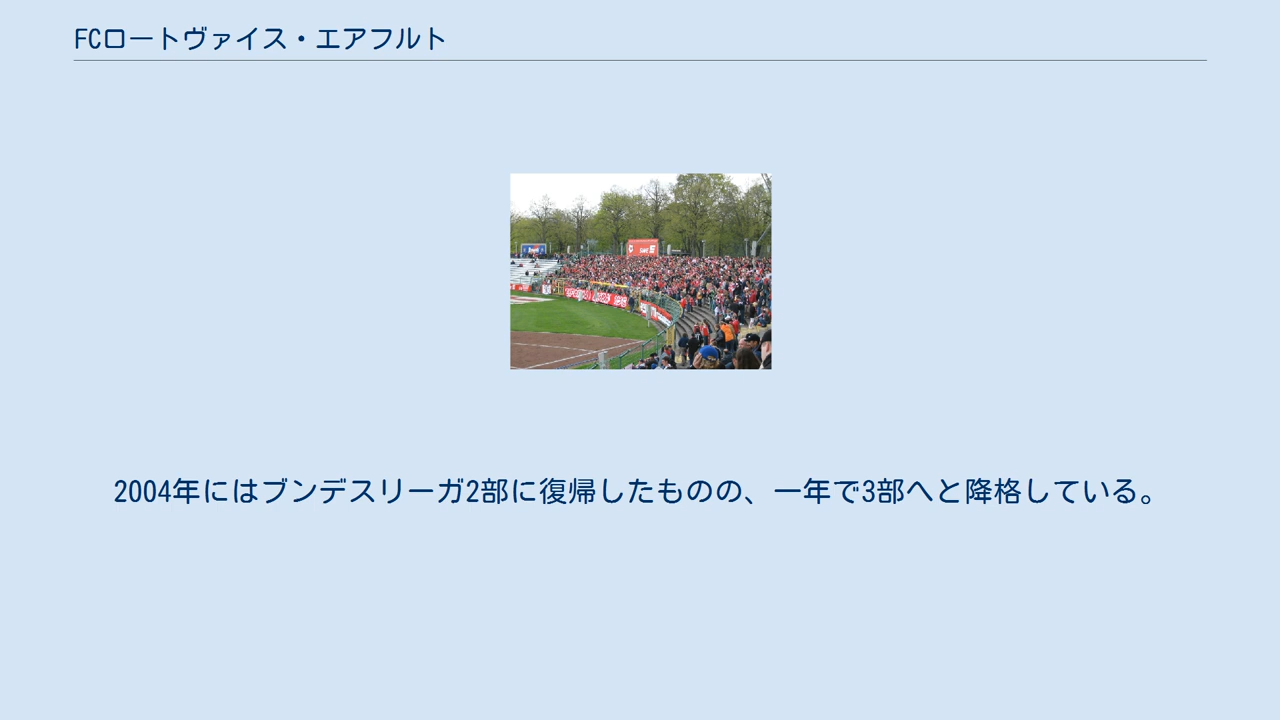 FCロートヴァイス・エアフルト
2004年にはブンデスリーガ2部に復帰したものの、一年で3部へと降格している。